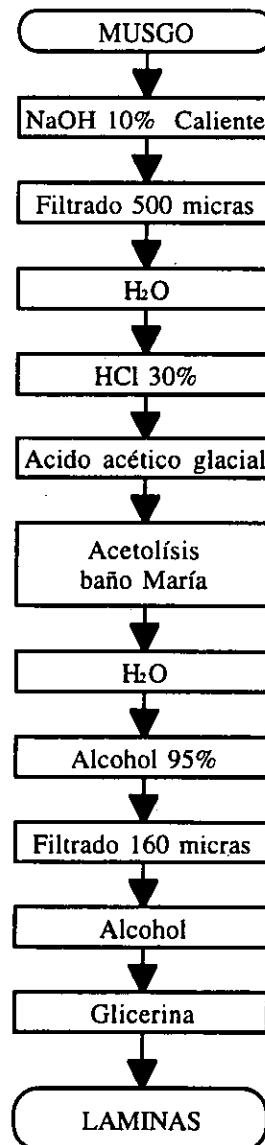 MUSGO
NaOH 10% Caliente
Filtrado 500 micras
H₂O
HCl 30%
Acido acético glacial
Acetolísis
baño María
H₂O
Alcohol 95%
Filtrado 160 micras
Alcohol
Glicerina
LAMINAS